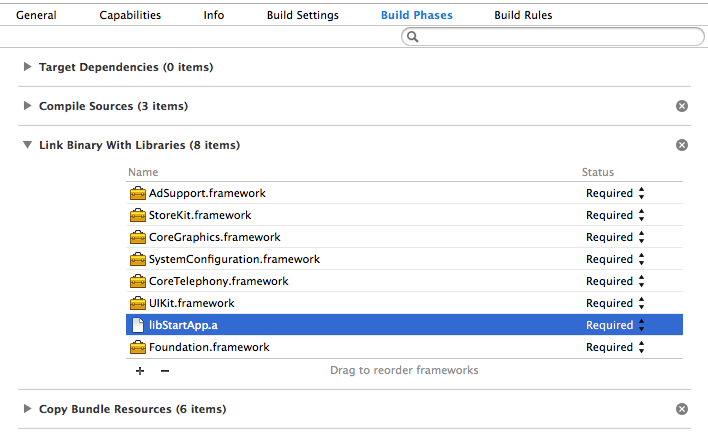 General Capabilities Info Build Settings Build Phases Build Rules
Target Dependencies (0 items)
Compile Sources (3 items)
Link Binary With Libraries (8 items)
Name Status
AdSupport.framework Required
StoreKit.framework Required
CoreGraphics.framework Required
SystemConfiguration.framework Required
CoreTelephony.framework Required
UIKit.framework Required
libStartApp.a Required
Foundation.framework Required
+ − Drag to reorder frameworks
Copy Bundle Resources (6 items)